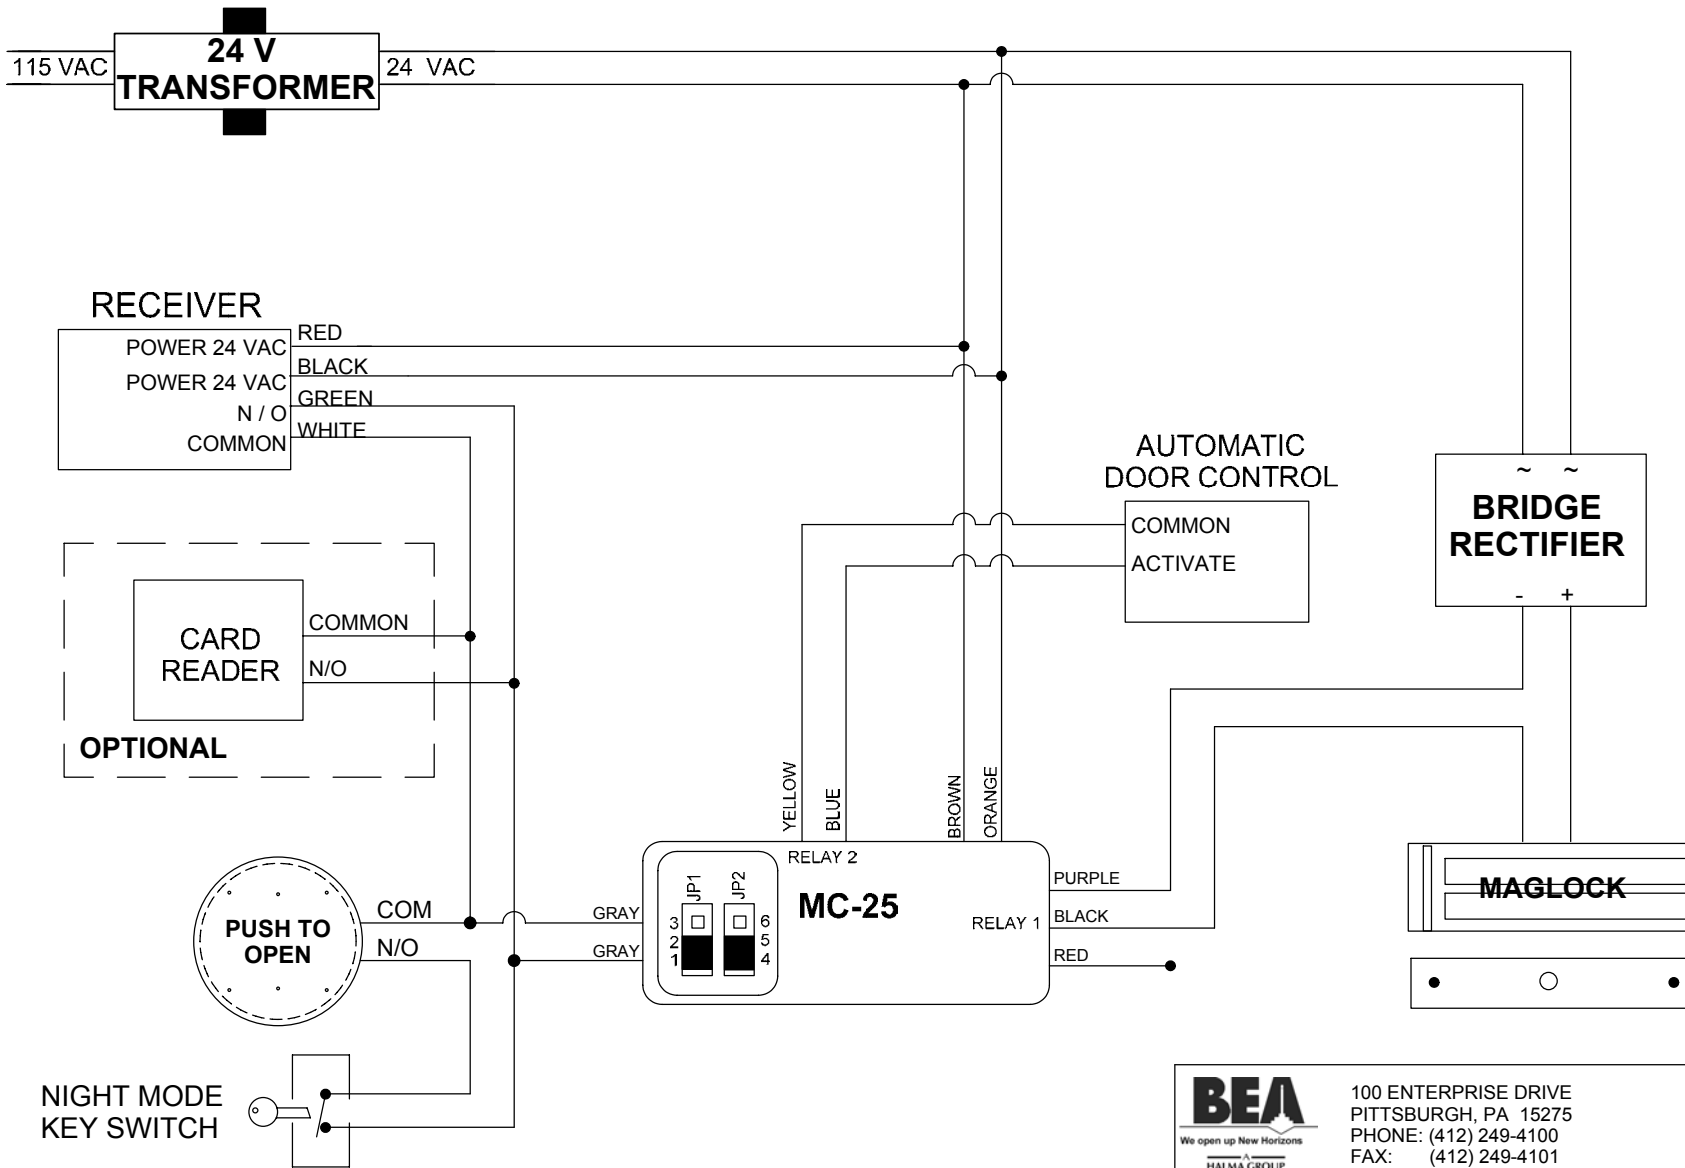 24 V
TRANSFORMER
115 VAC
24 VAC
RECEIVER
POWER 24 VAC
POWER 24 VAC
N / O
COMMON
RED
BLACK
GREEN
WHITE
CARD
READER
COMMON
N/O
OPTIONAL
AUTOMATIC
DOOR CONTROL
COMMON
ACTIVATE
~ ~
BRIDGE
RECTIFIER
- +
YELLOW
BLUE
BROWN
ORANGE
PUSH TO
OPEN
COM
N/O
GRAY
GRAY
JP1
JP2
3
2
1
6
5
4
RELAY 2
MC-25
RELAY 1
PURPLE
BLACK
RED
MAGLOCK
NIGHT MODE
KEY SWITCH
BEA
We open up New Horizons
A
HALMA GROUP
100 ENTERPRISE DRIVE
PITTSBURGH, PA 15275
PHONE: (412) 249-4100
FAX: (412) 249-4101